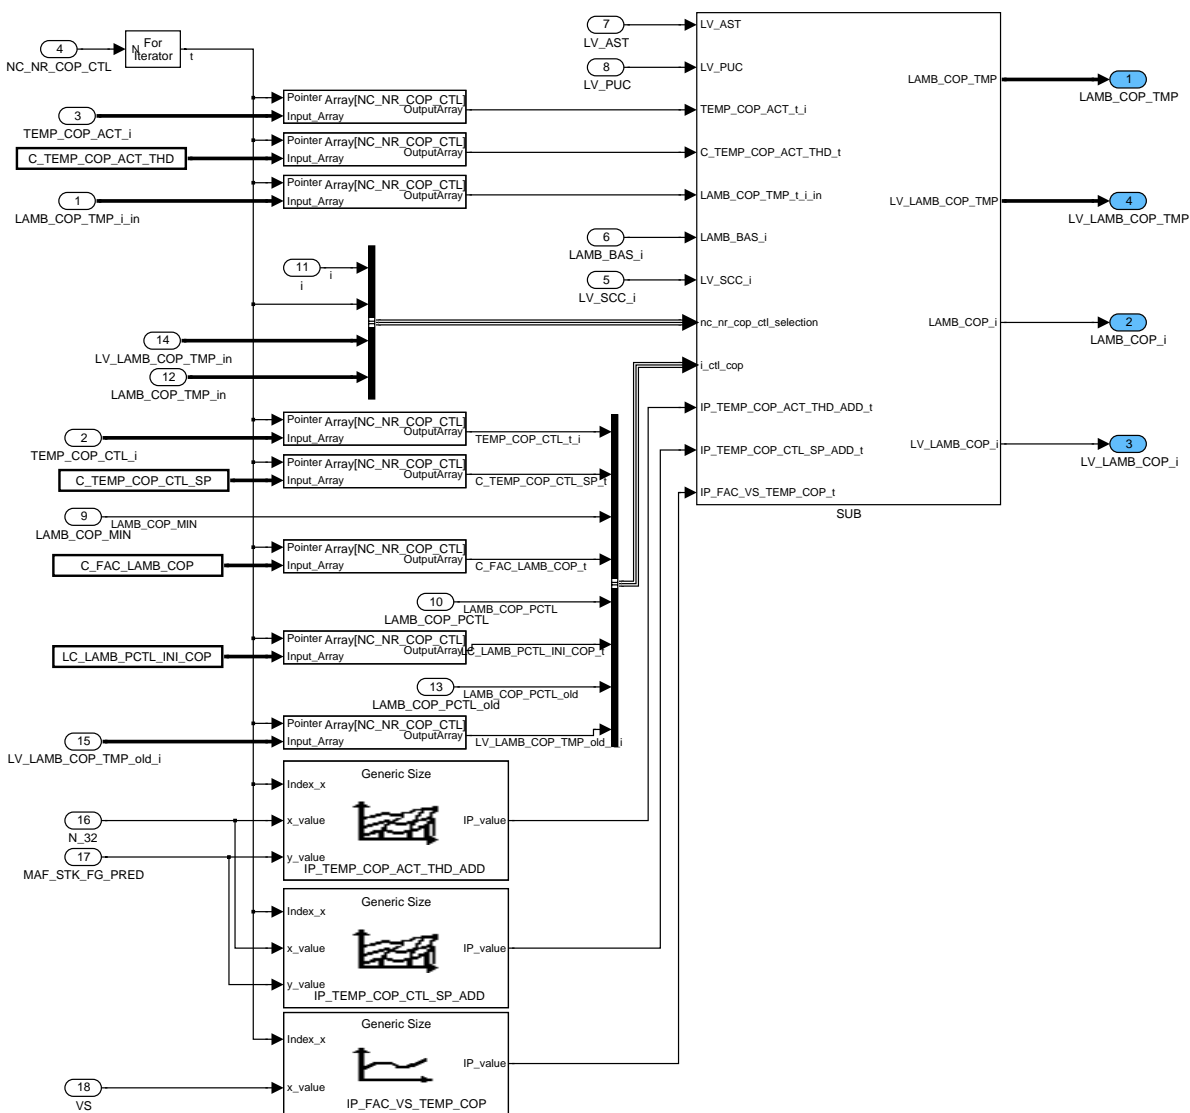 4
NC_NR_COP_CTL
N
For
Iterator
t
7
LV_AST
8
LV_PUC
Pointer Array[NC_NR_COP_CTL]
Input_Array OutputArray
3
TEMP_COP_ACT_i
Pointer Array[NC_NR_COP_CTL]
Input_Array OutputArray
C_TEMP_COP_ACT_THD
Pointer Array[NC_NR_COP_CTL]
Input_Array OutputArray
1
LAMB_COP_TMP_i_in
6
LAMB_BAS_i
5
LV_SCC_i
11
i
i
14
LV_LAMB_COP_TMP_in
12
LAMB_COP_TMP_in
LV_AST
LV_PUC
TEMP_COP_ACT_t_i
C_TEMP_COP_ACT_THD_t
LAMB_COP_TMP_t_i_in
LAMB_BAS_i
LV_SCC_i
nc_nr_cop_ctl_selection
i_ctl_cop
IP_TEMP_COP_ACT_THD_ADD_t
IP_TEMP_COP_CTL_SP_ADD_t
IP_FAC_VS_TEMP_COP_t
LAMB_COP_TMP
LV_LAMB_COP_TMP
LAMB_COP_i
LV_LAMB_COP_i
SUB
1
LAMB_COP_TMP
4
LV_LAMB_COP_TMP
2
LAMB_COP_i
3
LV_LAMB_COP_i
Pointer Array[NC_NR_COP_CTL]
Input_Array OutputArray
2
TEMP_COP_CTL_i
TEMP_COP_CTL_t_i
Pointer Array[NC_NR_COP_CTL]
Input_Array OutputArray
C_TEMP_COP_CTL_SP
C_TEMP_COP_CTL_SP_t
9
LAMB_COP_MIN
LAMB_COP_MIN
Pointer Array[NC_NR_COP_CTL]
Input_Array OutputArray
C_FAC_LAMB_COP
C_FAC_LAMB_COP_t
10
LAMB_COP_PCTL
LAMB_COP_PCTL
Pointer Array[NC_NR_COP_CTL]
Input_Array OutputArray
LC_LAMB_PCTL_INI_COP
LC_LAMB_PCTL_INI_COP_t
13
LAMB_COP_PCTL_old
LAMB_COP_PCTL_old
Pointer Array[NC_NR_COP_CTL]
Input_Array OutputArray
15
LV_LAMB_COP_TMP_old_i
Generic Size
Index_x
x_value
y_value
IP_value
IP_TEMP_COP_ACT_THD_ADD
16
N_32
17
MAF_STK_FG_PRED
Generic Size
Index_x
x_value
y_value
IP_value
IP_TEMP_COP_CTL_SP_ADD
Generic Size
Index_x
x_value
IP_value
IP_FAC_VS_TEMP_COP
18
VS